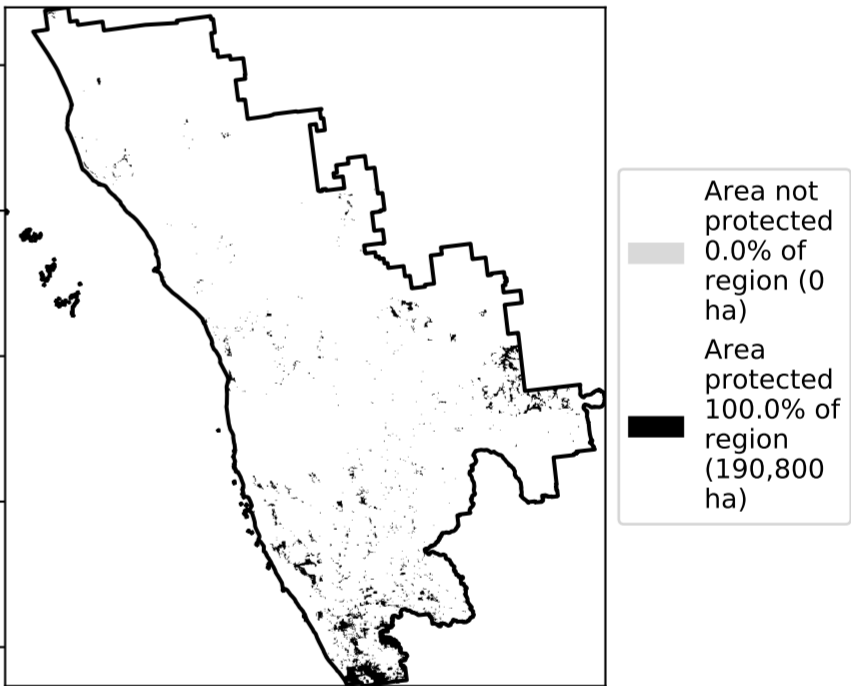 Area not
protected
0.0% of
region (0
ha)
Area
protected
100.0% of
region
(190,800
ha)